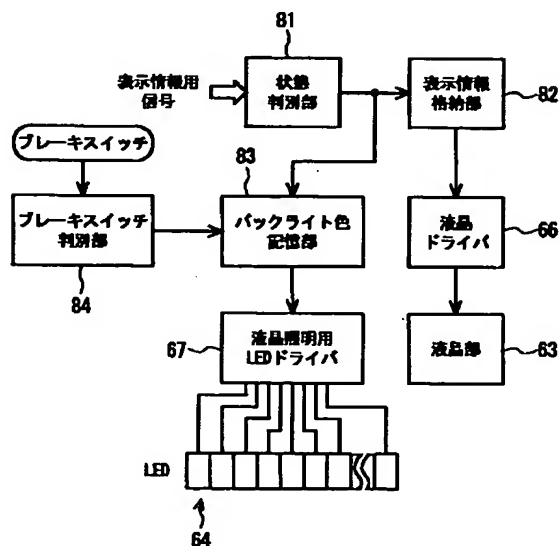 81
表示情報用
信号
状態
判別部
表示情報
格納部
82
ブレーキスイッチ
83
ブレーキスイッチ
判別部
84
バックライト色
記憶部
液晶
ドライバ
66
67
液晶照明用
LEDドライバ
液晶部
63
LED
64